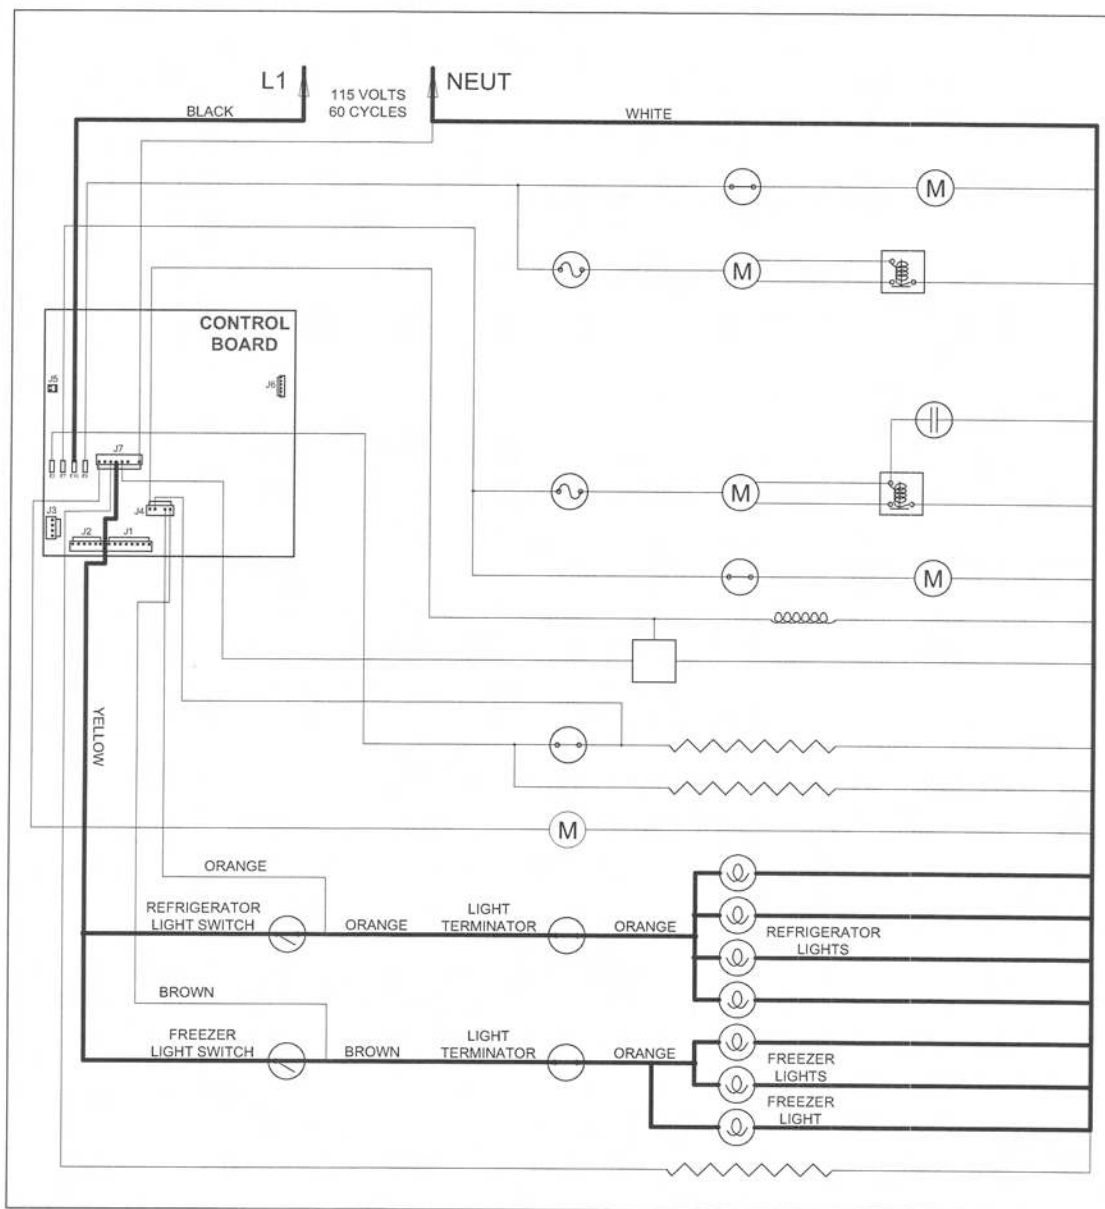 L1
NEUT
115 VOLTS
60 CYCLES
BLACK
WHITE
M
M
CONTROL
BOARD
J5
J6
J7
M
J3
J4
J2
J1
M
YELLOW
M
ORANGE
REFRIGERATOR
LIGHT SWITCH
ORANGE
LIGHT
TERMINATOR
ORANGE
REFRIGERATOR
LIGHTS
BROWN
FREEZER
LIGHT SWITCH
BROWN
LIGHT
TERMINATOR
ORANGE
FREEZER
LIGHTS
FREEZER
LIGHT